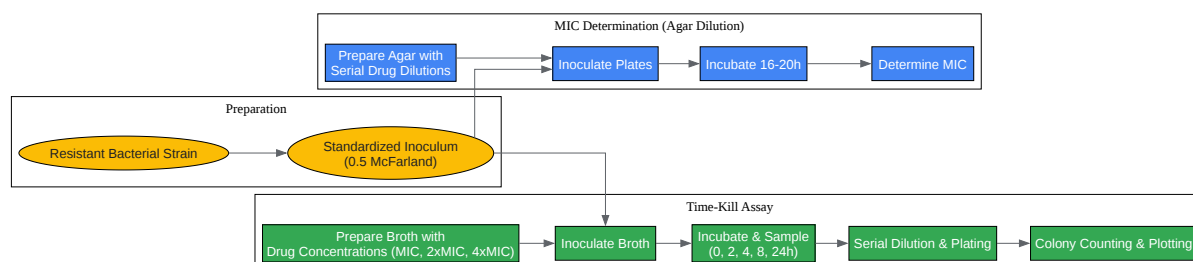 MIC Determination (Agar Dilution)
Prepare Agar with
Serial Drug Dilutions
Inoculate Plates
Incubate 16-20h
Determine MIC
Preparation
Resistant Bacterial Strain
Standardized Inoculum
(0.5 McFarland)
Time-Kill Assay
Prepare Broth with
Drug Concentrations (MIC, 2xMIC, 4xMIC)
Inoculate Broth
Incubate & Sample
(0, 2, 4, 8, 24h)
Serial Dilution & Plating
Colony Counting & Plotting